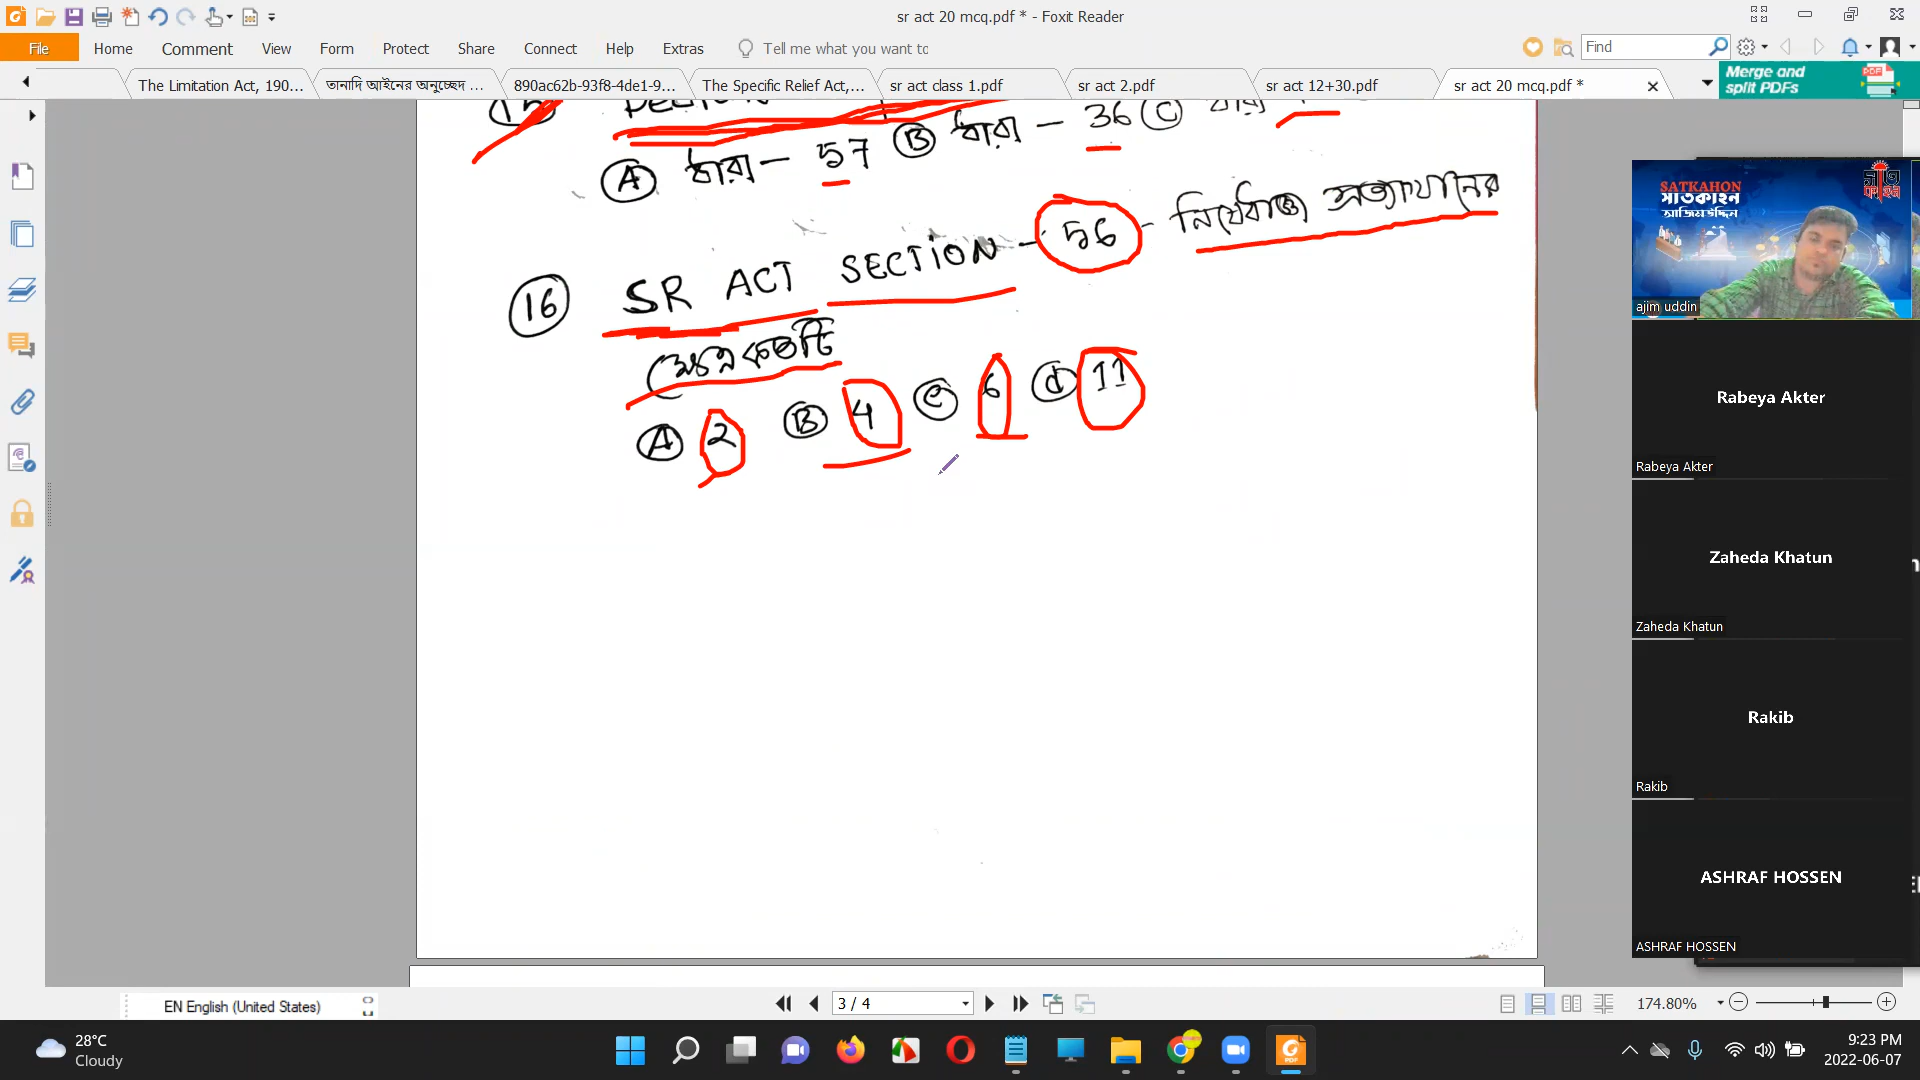 sr act 20 mcq.pdf * - Foxit Reader
File Home Comment View Form Protect Share Connect Help Extras Tell me what you want to Find
The Limitation Act, 190... তানাদি আইনের অনুচ্ছেদ ... 890ac62b-93f8-4de1-9... The Specific Relief Act,... sr act class 1.pdf sr act 2.pdf sr act 12+30.pdf sr act 20 mcq.pdf *
Merge and
split PDFs
PDF
(A) ধারা - 57 (B) ধারা - 36 (C) ধারা
(16) SR ACT SECTION - 56 - নিষেধাজ্ঞা প্রত্যাখানের
ক্ষেত্র কতটি
(A) 2 (B) 4 (C) 6 (d) 11
SATKAHON
সাতকাহন
আজিম উদ্দিন
ajim uddin
Rabeya Akter
Rabeya Akter
Zaheda Khatun
Zaheda Khatun
Rakib
Rakib
ASHRAF HOSSEN
ASHRAF HOSSEN
EN English (United States)
3 / 4
174.80%
28°C
Cloudy
9:23 PM
2022-06-07